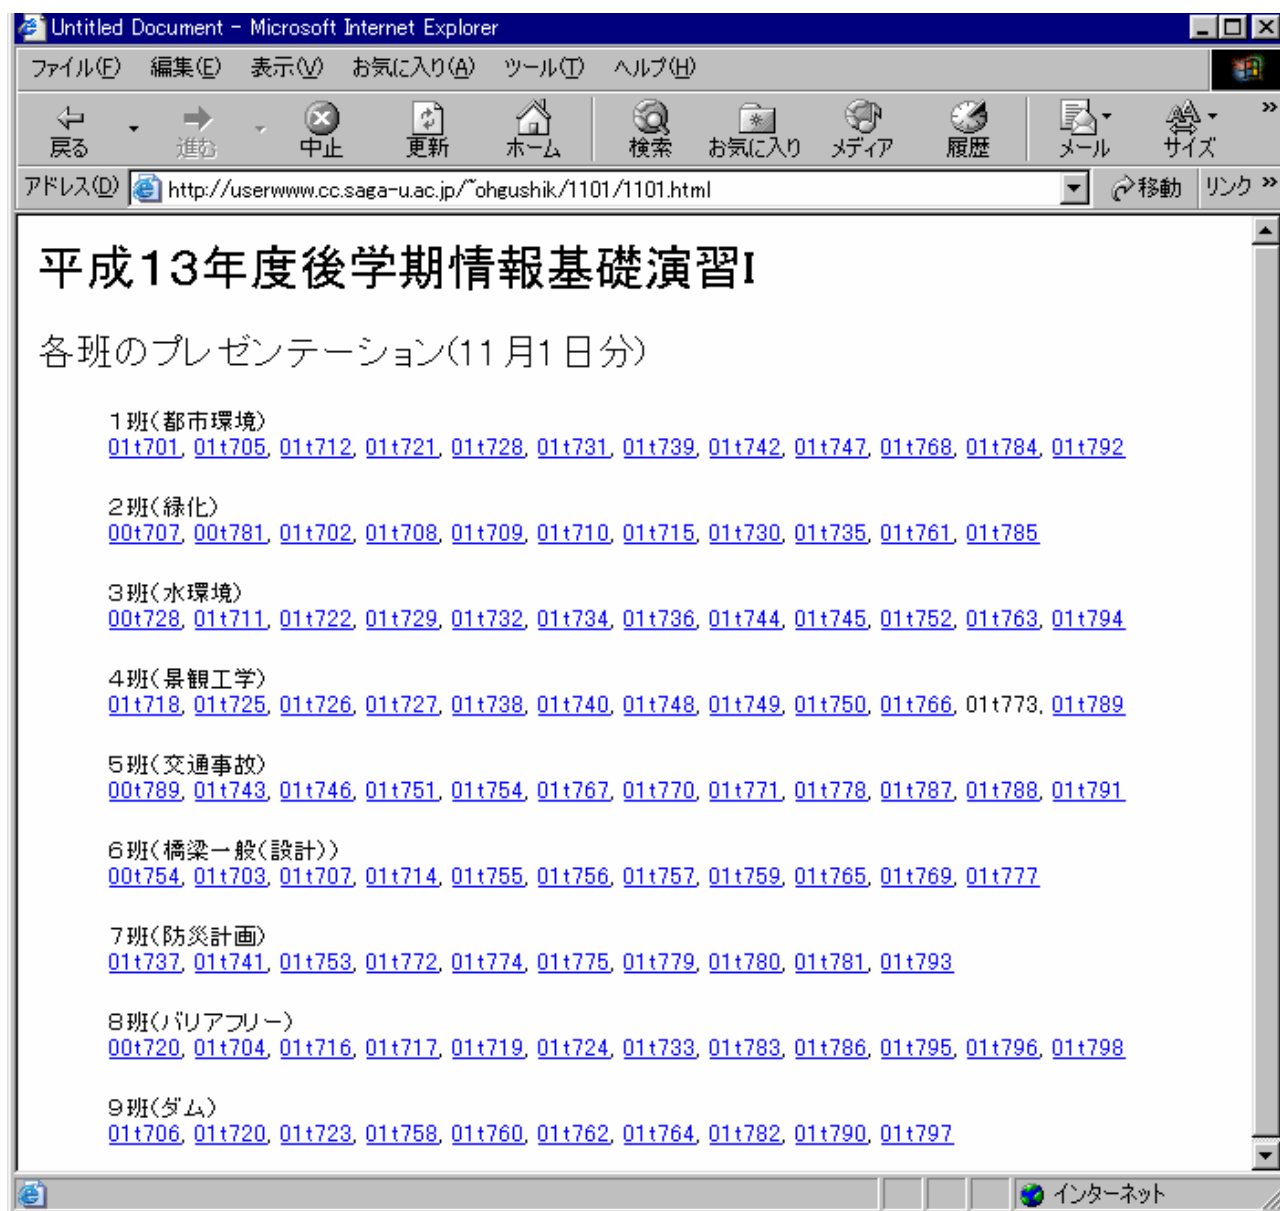 Untitled Document - Microsoft Internet Explorer
ファイル(F) 編集(E) 表示(V) お気に入り(A) ツール(T) ヘルプ(H)
戻る 進む 中止 更新 ホーム 検索 お気に入り メディア 履歴 メール サイズ »
アドレス(D) http://userwww.cc.saga-u.ac.jp/~ohgushik/1101/1101.html 移動 リンク »
平成13年度後学期情報基礎演習I
各班のプレゼンテーション(11月1日分)
1班(都市環境)
01t701, 01t705, 01t712, 01t721, 01t728, 01t731, 01t739, 01t742, 01t747, 01t768, 01t784, 01t792
2班(緑化)
00t707, 00t781, 01t702, 01t708, 01t709, 01t710, 01t715, 01t730, 01t735, 01t761, 01t785
3班(水環境)
00t728, 01t711, 01t722, 01t729, 01t732, 01t734, 01t736, 01t744, 01t745, 01t752, 01t763, 01t794
4班(景観工学)
01t718, 01t725, 01t726, 01t727, 01t738, 01t740, 01t748, 01t749, 01t750, 01t766, 01t773, 01t789
5班(交通事故)
00t789, 01t743, 01t746, 01t751, 01t754, 01t767, 01t770, 01t771, 01t778, 01t787, 01t788, 01t791
6班(橋梁一般(設計))
00t754, 01t703, 01t707, 01t714, 01t755, 01t756, 01t757, 01t759, 01t765, 01t769, 01t777
7班(防災計画)
01t737, 01t741, 01t753, 01t772, 01t774, 01t775, 01t779, 01t780, 01t781, 01t793
8班(バリアフリー)
00t720, 01t704, 01t716, 01t717, 01t719, 01t724, 01t733, 01t783, 01t786, 01t795, 01t796, 01t798
9班(ダム)
01t706, 01t720, 01t723, 01t758, 01t760, 01t762, 01t764, 01t782, 01t790, 01t797
インターネット